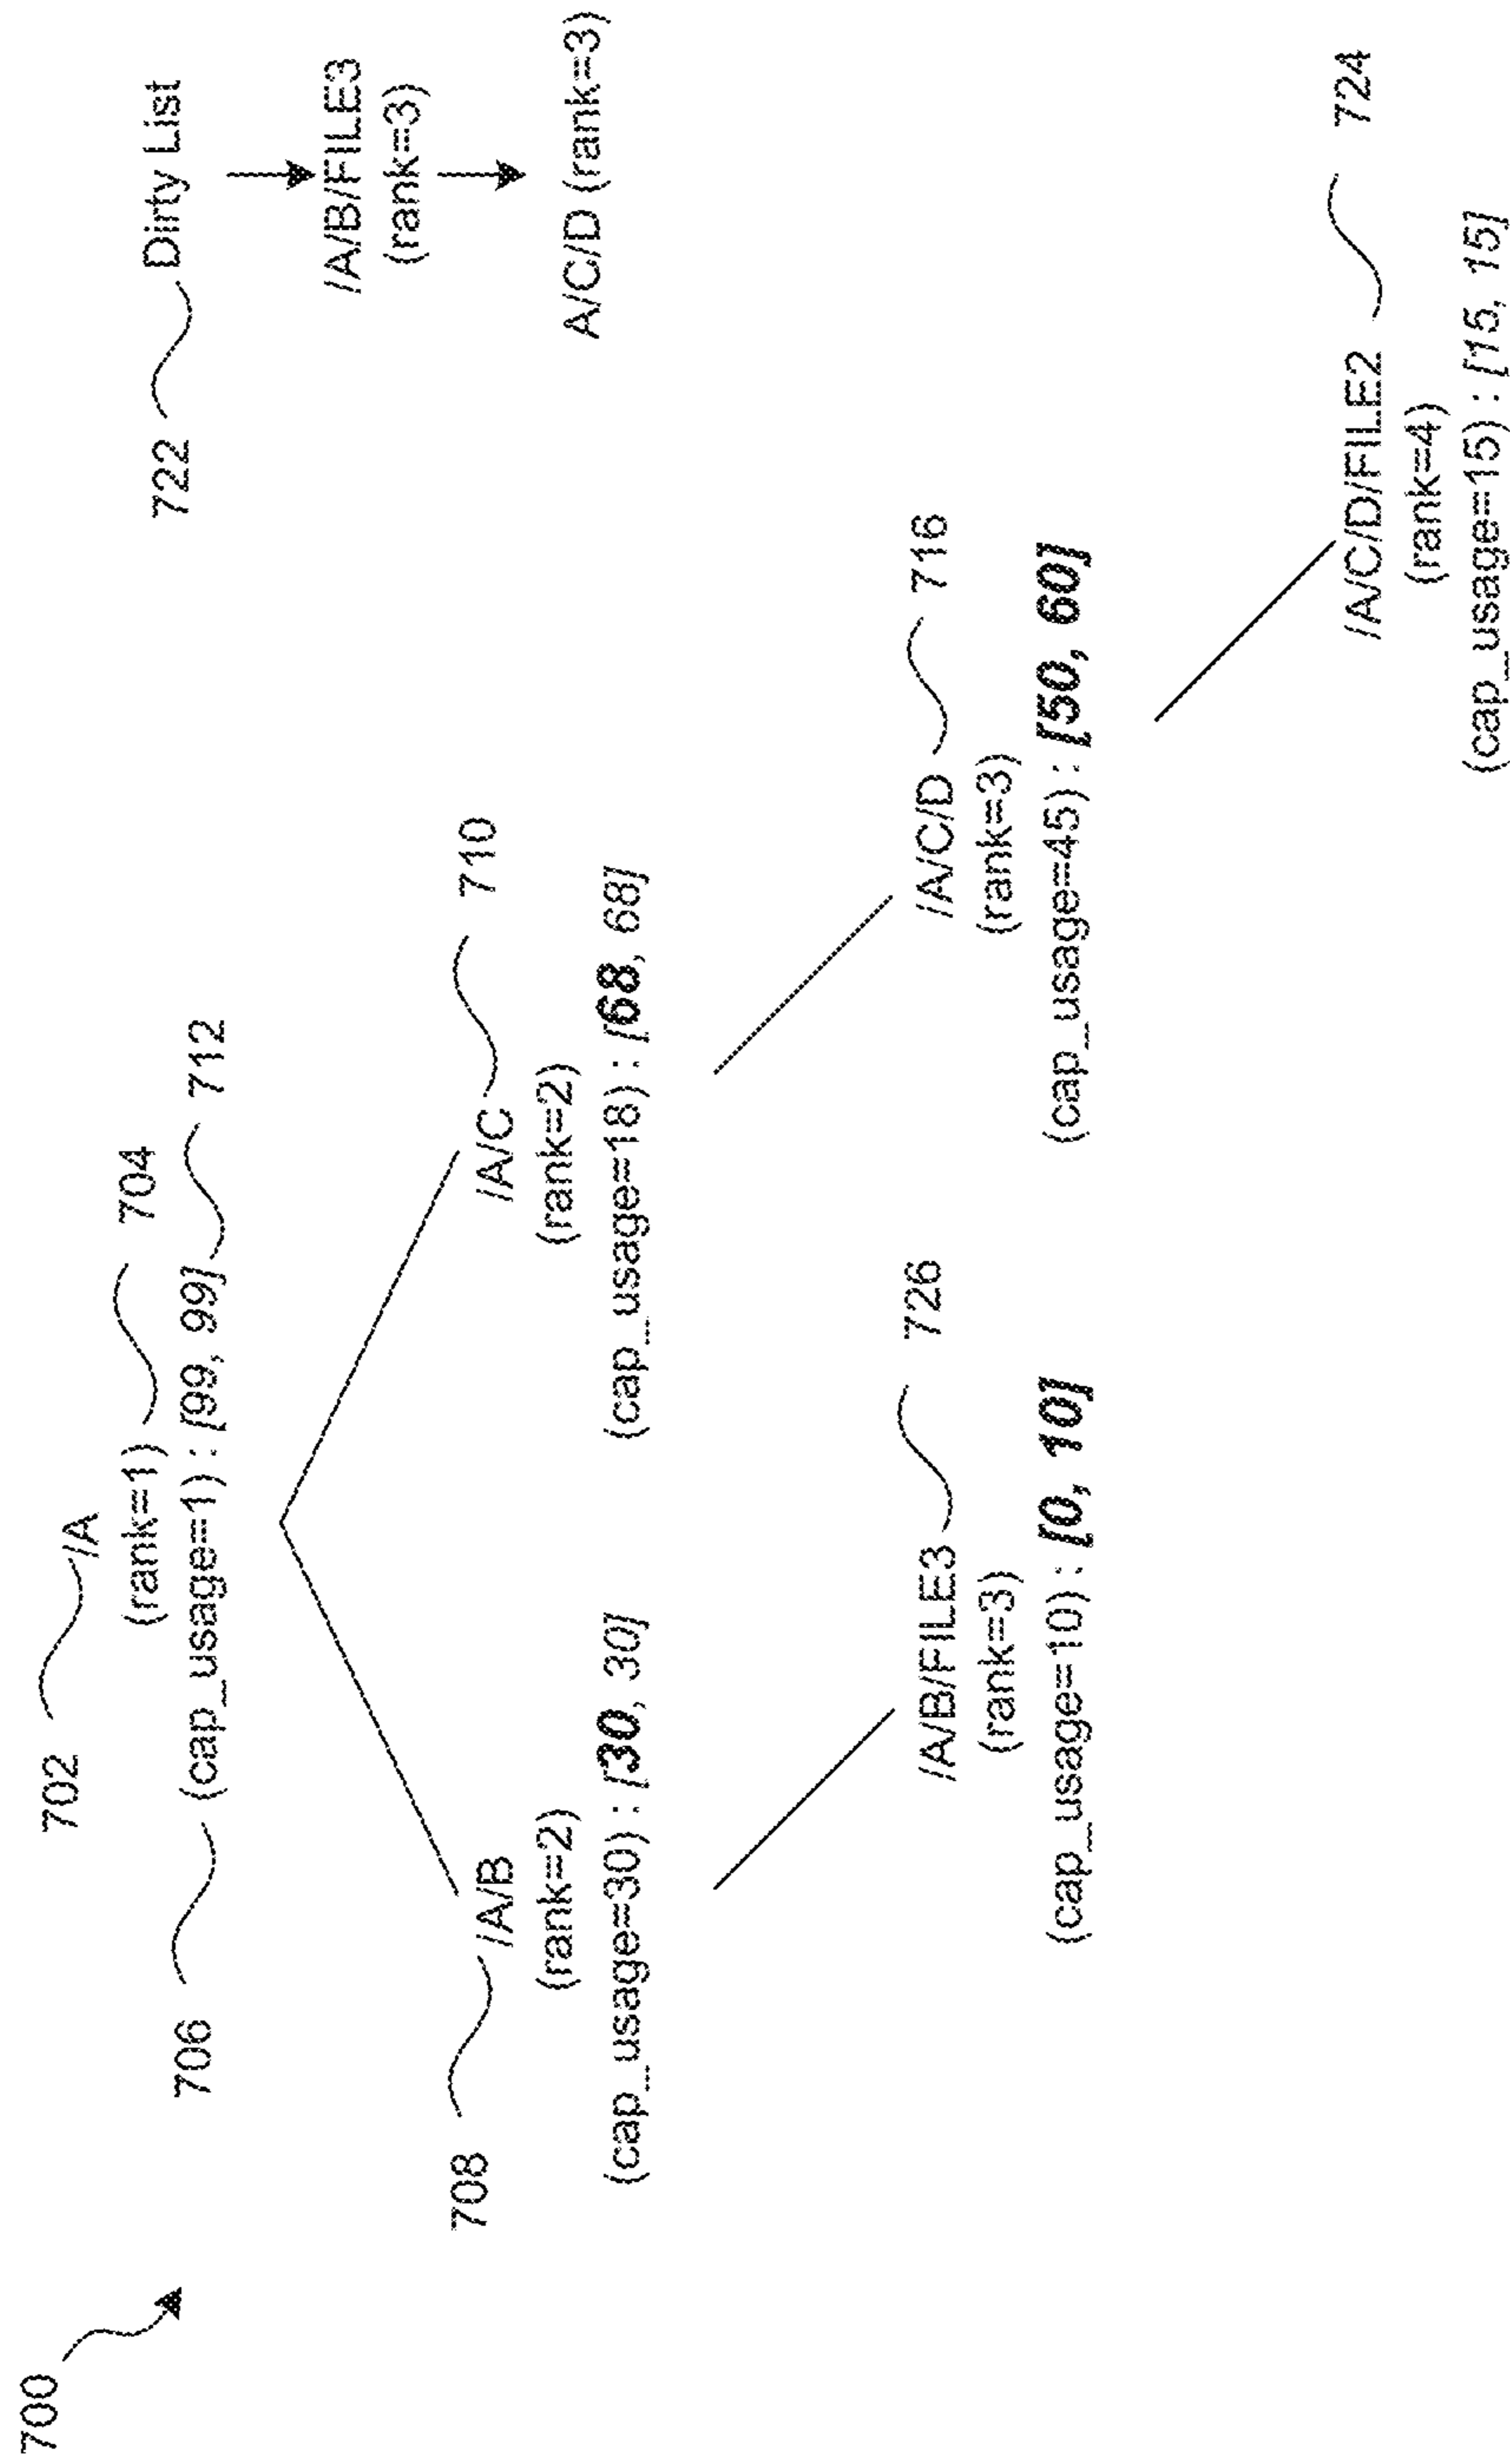 700
702
/A
(rank=1)
704
706
(cap_usage=1) : [99, 99]
712
722
Dirty List
/A/B/FILE3
(rank=3)
A/C/D (rank=3)
708
/A/B
(rank=2)
(cap_usage=30) : [30, 30]
/A/C
710
(rank=2)
(cap_usage=18) : [68, 68]
/A/B/FILE3
726
(rank=3)
(cap_usage=10) : [0, 10]
/A/C/D
716
(rank=3)
(cap_usage=45) : [50, 60]
/A/C/D/FILE2
724
(rank=4)
(cap_usage=15) : [15, 15]